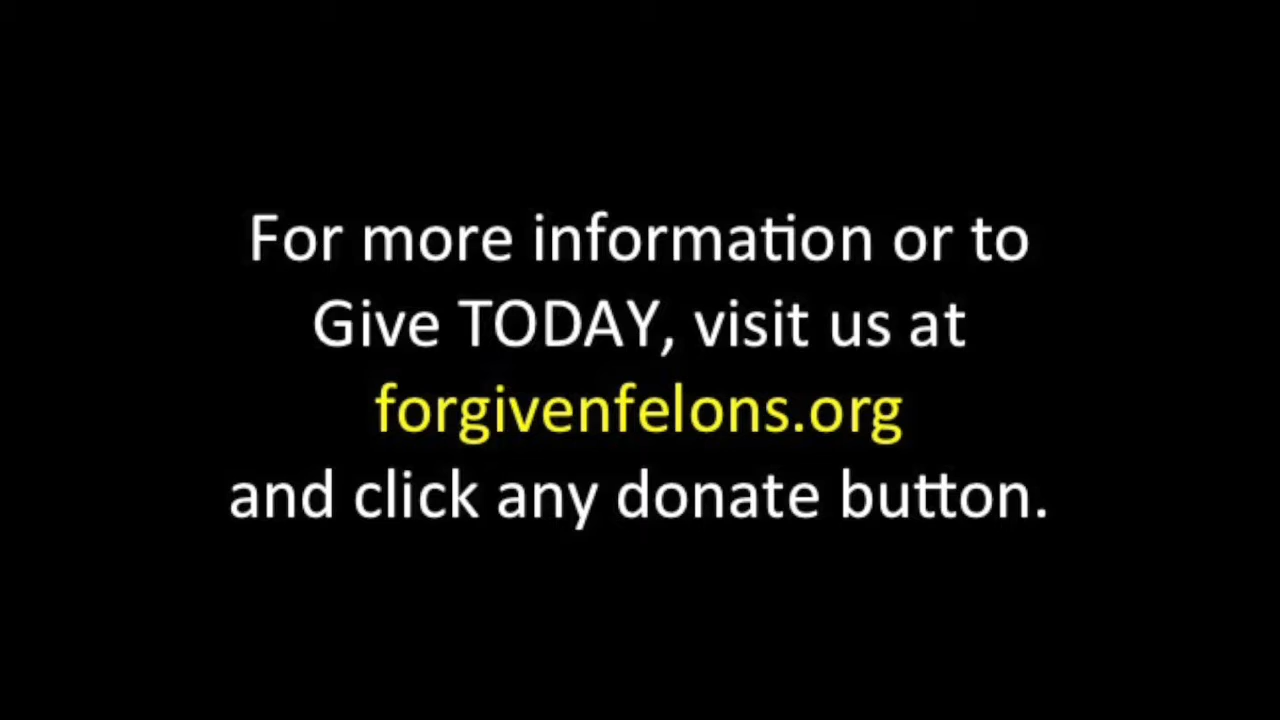 For more information or to
Give TODAY, visit us at
forgivenfelons.org
and click any donate button.